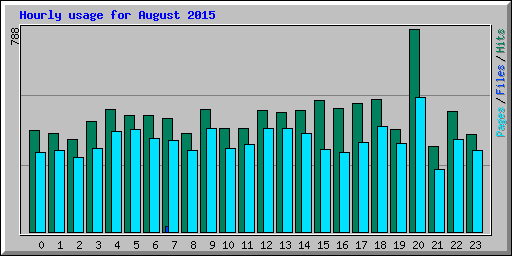 Hourly usage for August 2015
788
Pages/Files/Hits
0 1 2 3 4 5 6 7 8 9 10 11 12 13 14 15 16 17 18 19 20 21 22 23